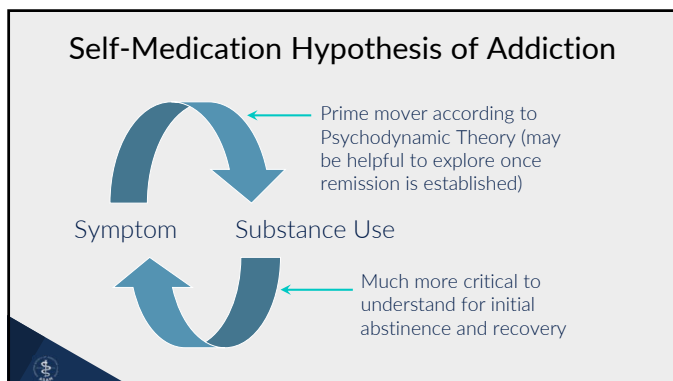 Self-Medication Hypothesis of Addiction
Prime mover according to
Psychodynamic Theory (may
be helpful to explore once
remission is established)
Symptom
Substance Use
Much more critical to
understand for initial
abstinence and recovery